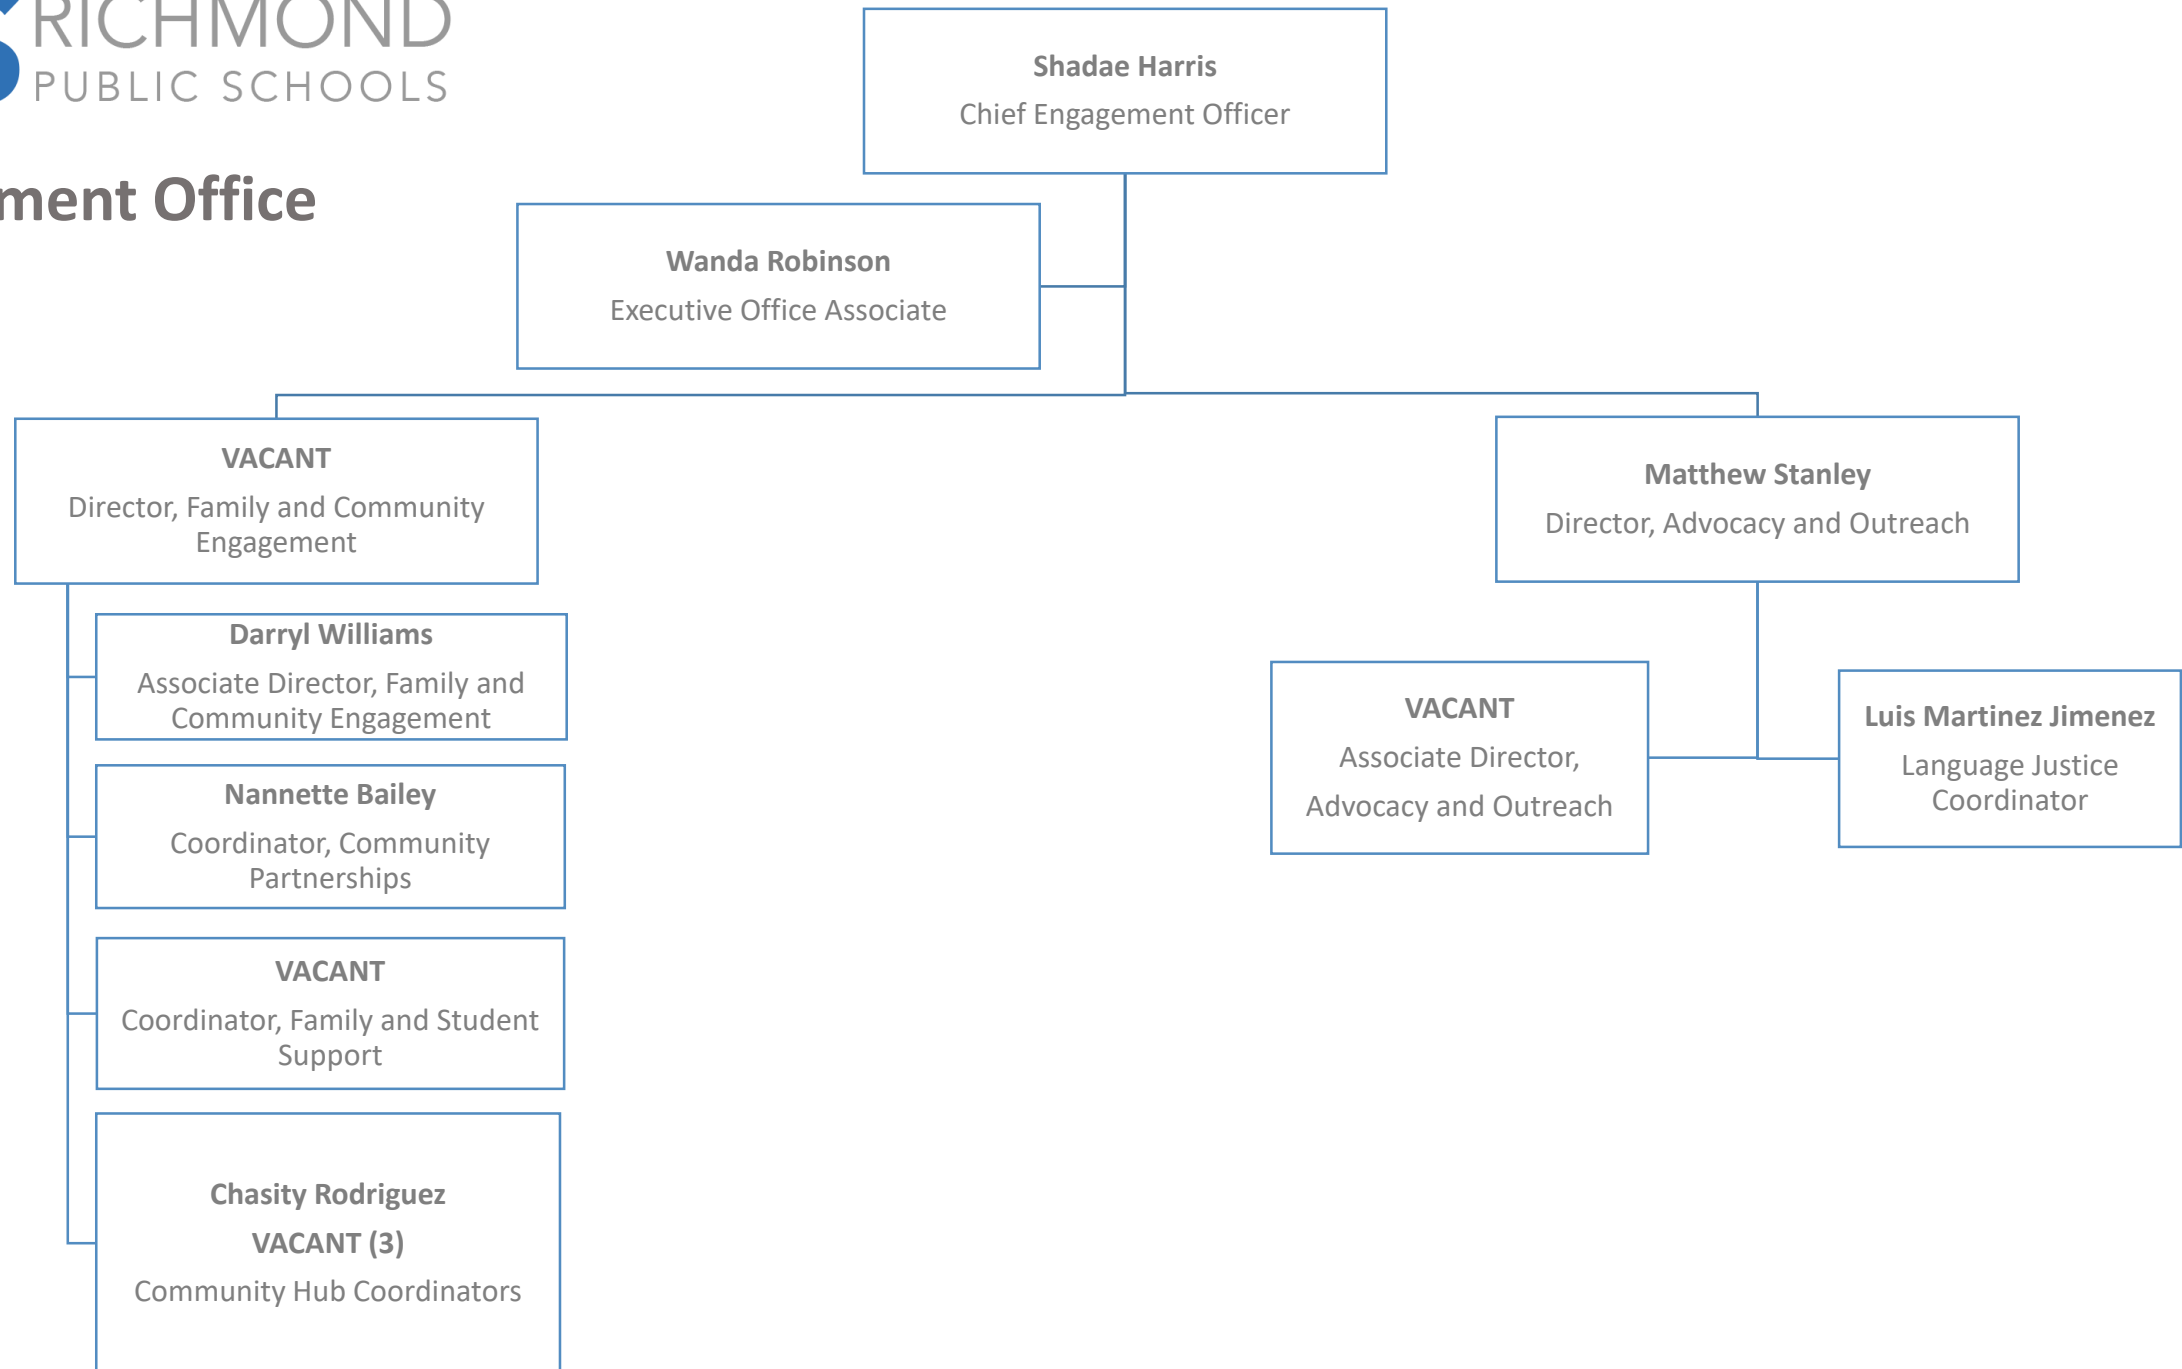 RICHMOND
PUBLIC SCHOOLS
ment Office
Shadae Harris
Chief Engagement Officer
Wanda Robinson
Executive Office Associate
VACANT
Director, Family and Community
Engagement
Matthew Stanley
Director, Advocacy and Outreach
Darryl Williams
Associate Director, Family and
Community Engagement
Nannette Bailey
Coordinator, Community
Partnerships
VACANT
Coordinator, Family and Student
Support
Chasity Rodriguez
VACANT (3)
Community Hub Coordinators
VACANT
Associate Director,
Advocacy and Outreach
Luis Martinez Jimenez
Language Justice
Coordinator